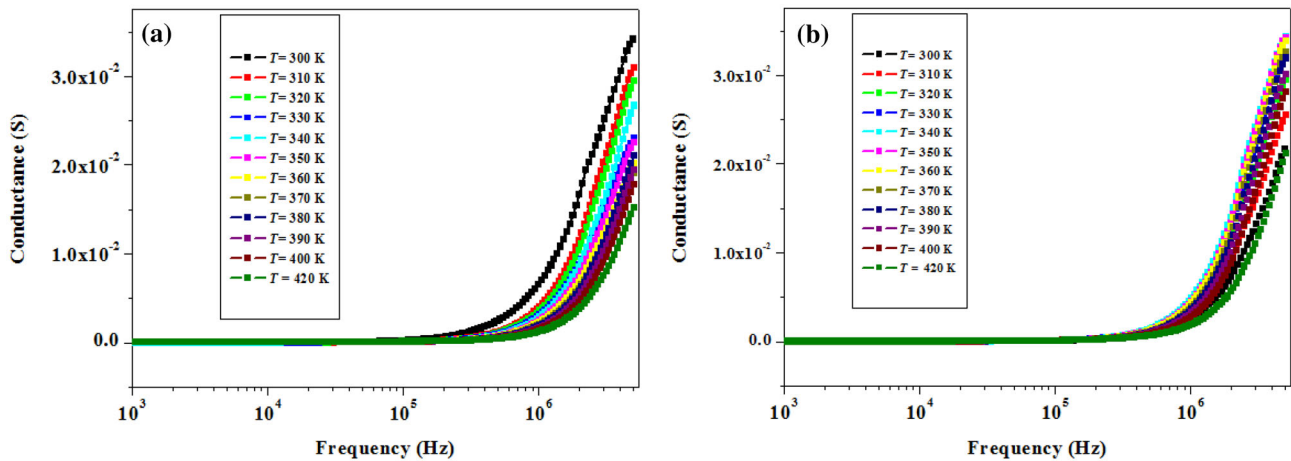 (a)
T = 300 K
T = 310 K
T = 320 K
T = 330 K
T = 340 K
T = 350 K
T = 360 K
T = 370 K
T = 380 K
T = 390 K
T = 400 K
T = 420 K
3.0x10⁻²
2.0x10⁻²
1.0x10⁻²
0.0
Conductance (S)
10³
10⁴
10⁵
10⁶
Frequency (Hz)
(b)
T = 300 K
T = 310 K
T = 320 K
T = 330 K
T = 340 K
T = 350 K
T = 360 K
T = 370 K
T = 380 K
T = 390 K
T = 400 K
T = 420 K
3.0x10⁻²
2.0x10⁻²
1.0x10⁻²
0.0
Conductance (S)
10³
10⁴
10⁵
10⁶
Frequency (Hz)